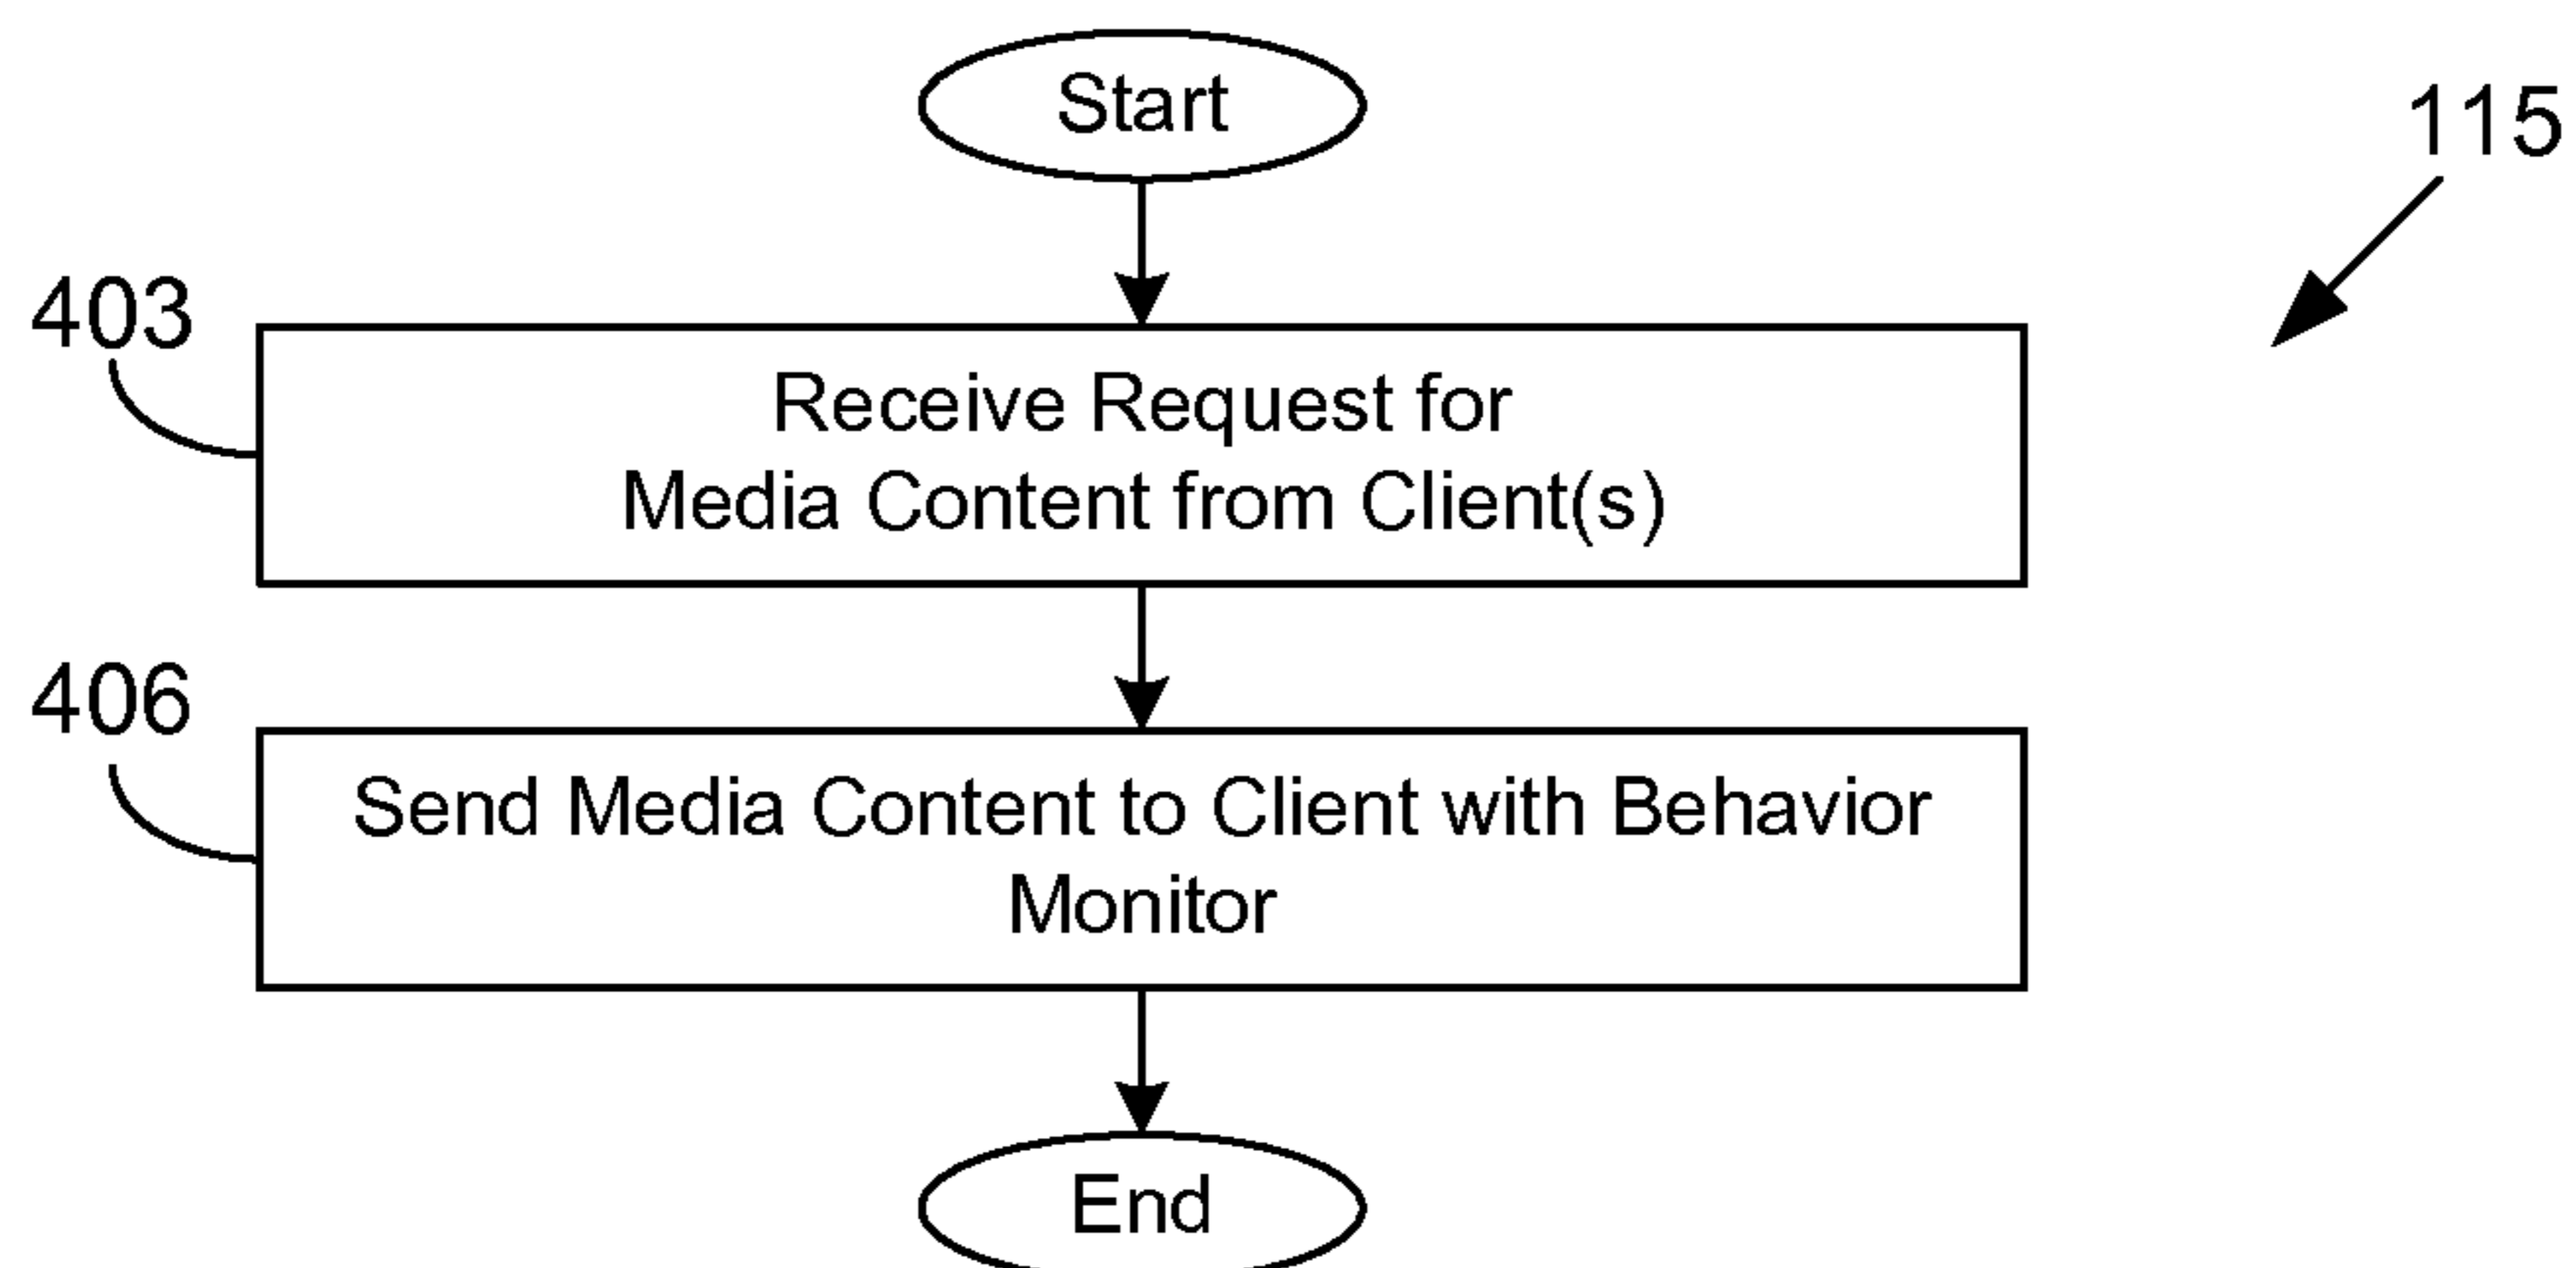 Start
115
403
Receive Request for
Media Content from Client(s)
406
Send Media Content to Client with Behavior
Monitor
End